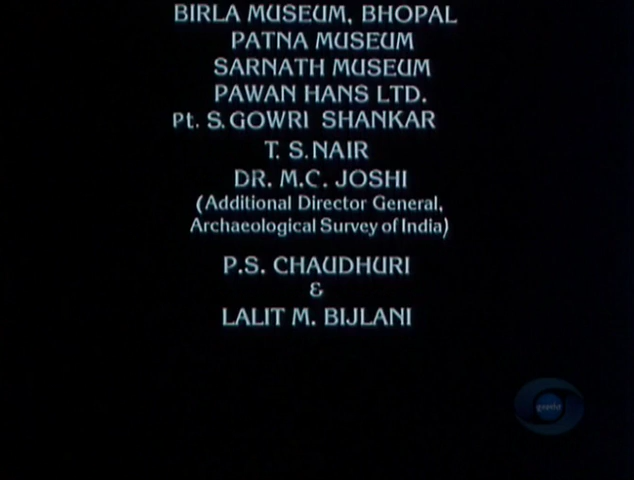 BIRLA MUSEUM, BHOPAL
PATNA MUSEUM
SARNATH MUSEUM
PAWAN HANS LTD.
Pt. S. GOWRI SHANKAR
T. S. NAIR
DR. M.C. JOSHI
(Additional Director General,
Archaeological Survey of India)
P.S. CHAUDHURI
&
LALIT M. BIJLANI